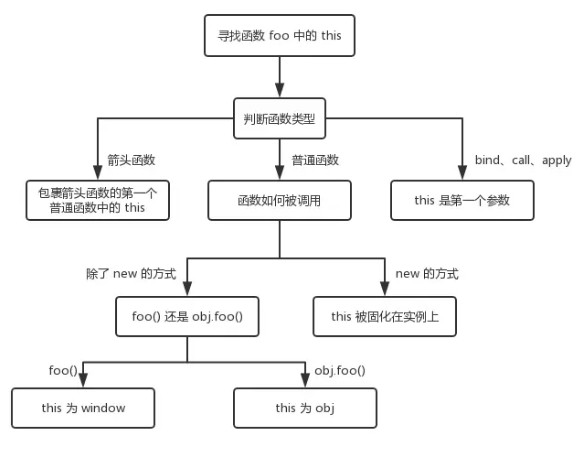 寻找函数 foo 中的 this
判断函数类型
箭头函数
普通函数
bind、call、apply
包裹箭头函数的第一个
普通函数中的 this
函数如何被调用
this 是第一个参数
除了 new 的方式
new 的方式
foo() 还是 obj.foo()
this 被固化在实例上
foo()
obj.foo()
this 为 window
this 为 obj